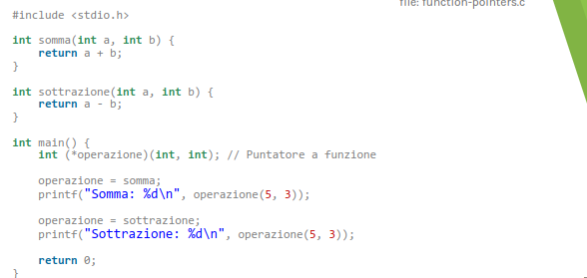 file: function-pointers.c
#include <stdio.h>
int somma(int a, int b) {
    return a + b;
}
int sottrazione(int a, int b) {
    return a - b;
}
int main() {
    int (*operazione)(int, int); // Puntatore a funzione
    operazione = somma;
    printf("Somma: %d\n", operazione(5, 3));
    operazione = sottrazione;
    printf("Sottrazione: %d\n", operazione(5, 3));
    return 0;
}